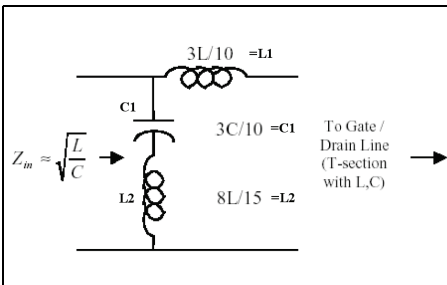 3L/10 =L1
C1
3C/10 =C1
Z_in ≈ √(L/C)
L2
8L/15 =L2
To Gate /
Drain Line
(T-section
with L,C)